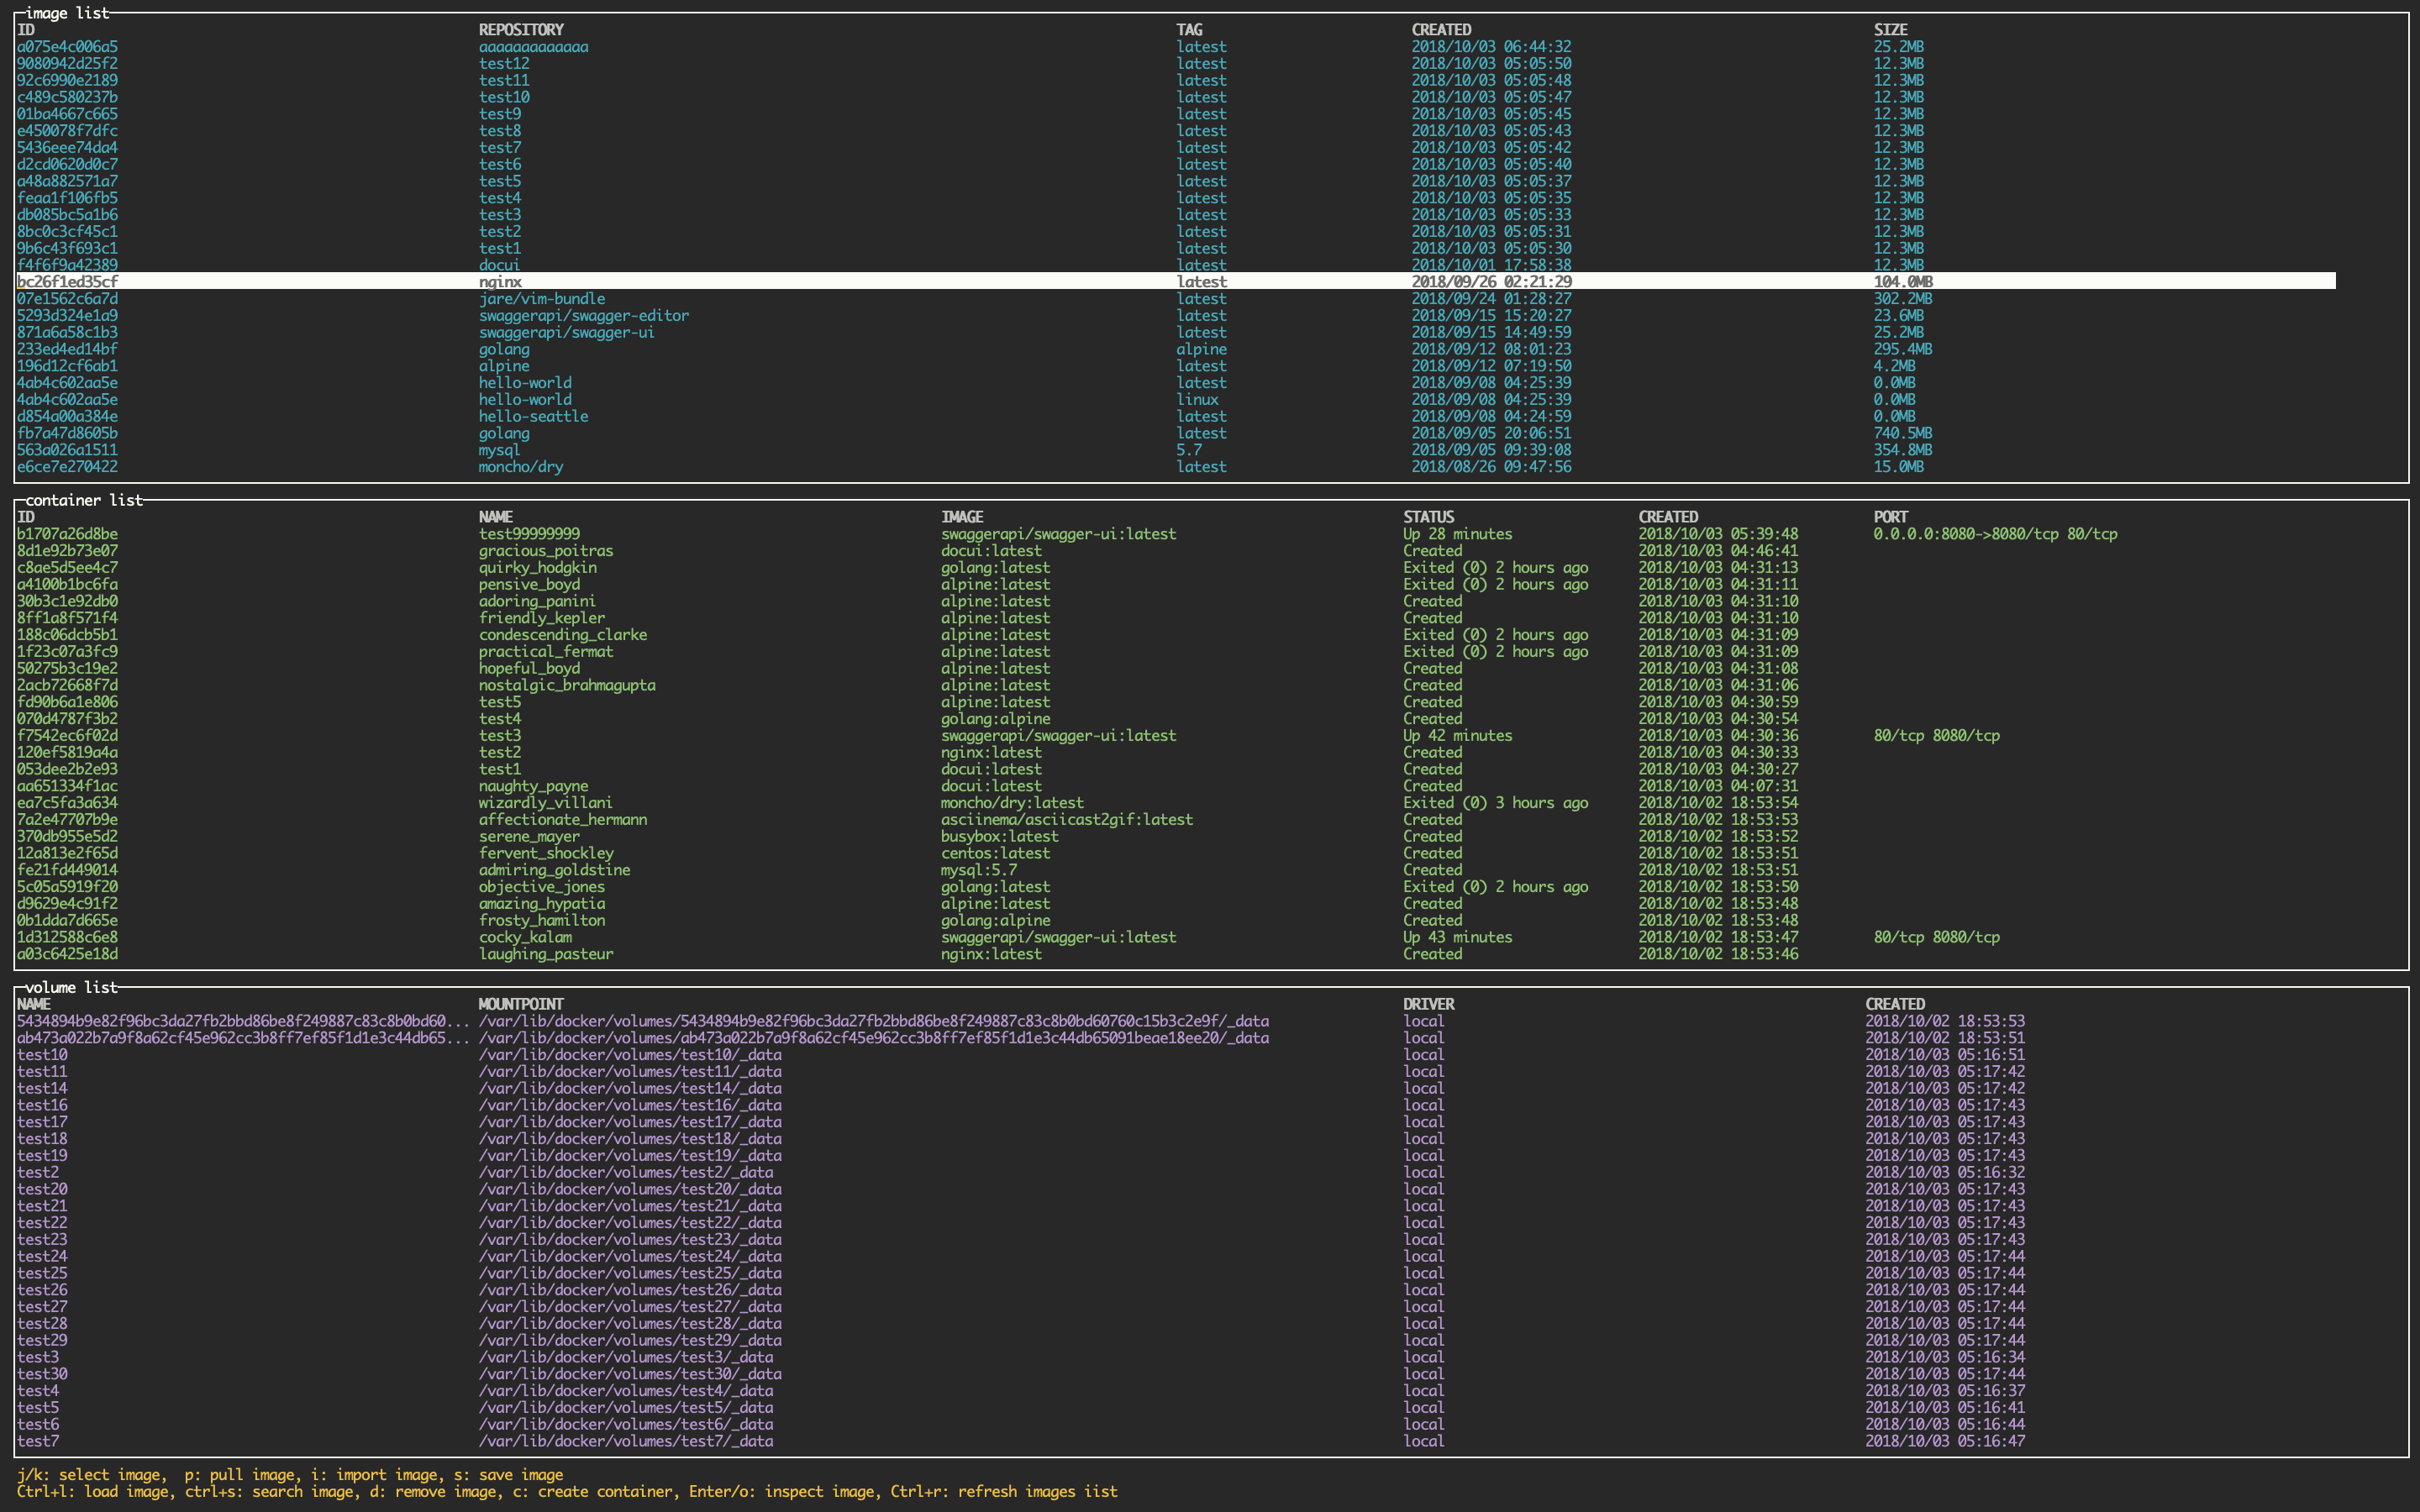 image list
ID REPOSITORY TAG CREATED SIZE
a075e4c006a5 aaaaaaaaaaaaa latest 2018/10/03 06:44:32 25.2MB
9080942d25f2 test12 latest 2018/10/03 05:05:50 12.3MB
92c6990e2189 test11 latest 2018/10/03 05:05:48 12.3MB
c489c580237b test10 latest 2018/10/03 05:05:47 12.3MB
01ba4667c665 test9 latest 2018/10/03 05:05:45 12.3MB
e450078f7dfc test8 latest 2018/10/03 05:05:43 12.3MB
5436eee74da4 test7 latest 2018/10/03 05:05:42 12.3MB
d2cd0620d0c7 test6 latest 2018/10/03 05:05:40 12.3MB
a48a882571a7 test5 latest 2018/10/03 05:05:37 12.3MB
feaa1f106fb5 test4 latest 2018/10/03 05:05:35 12.3MB
db085bc5a1b6 test3 latest 2018/10/03 05:05:33 12.3MB
8bc0c3cf45c1 test2 latest 2018/10/03 05:05:31 12.3MB
9b6c43f693c1 test1 latest 2018/10/03 05:05:30 12.3MB
f4f6f9a42389 docui latest 2018/10/01 17:58:38 12.3MB
bc26f1ed35cf nginx latest 2018/09/26 02:21:29 104.0MB
07e1562c6a7d jare/vim-bundle latest 2018/09/24 01:28:27 302.2MB
5293d324e1a9 swaggerapi/swagger-editor latest 2018/09/15 15:20:27 23.6MB
871a6a58c1b3 swaggerapi/swagger-ui latest 2018/09/15 14:49:59 25.2MB
233ed4ed14bf golang alpine 2018/09/12 08:01:23 295.4MB
196d12cf6ab1 alpine latest 2018/09/12 07:19:50 4.2MB
4ab4c602aa5e hello-world latest 2018/09/08 04:25:39 0.0MB
4ab4c602aa5e hello-world linux 2018/09/08 04:25:39 0.0MB
d854a00a384e hello-seattle latest 2018/09/08 04:24:59 0.0MB
fb7a47d8605b golang latest 2018/09/05 20:06:51 740.5MB
563a026a1511 mysql 5.7 2018/09/05 09:39:08 354.8MB
e6ce7e270422 moncho/dry latest 2018/08/26 09:47:56 15.0MB
container list
ID NAME IMAGE STATUS CREATED PORT
b1707a26d8be test99999999 swaggerapi/swagger-ui:latest Up 28 minutes 2018/10/03 05:39:48 0.0.0.0:8080->8080/tcp 80/tcp
8d1e92b73e07 gracious_poitras docui:latest Created 2018/10/03 04:46:41
c8ae5d5ee4c7 quirky_hodgkin golang:latest Exited (0) 2 hours ago 2018/10/03 04:31:13
a4100b1bc6fa pensive_boyd alpine:latest Exited (0) 2 hours ago 2018/10/03 04:31:11
30b3c1e92db0 adoring_panini alpine:latest Created 2018/10/03 04:31:10
8ff1a8f571f4 friendly_kepler alpine:latest Created 2018/10/03 04:31:10
188c06dcb5b1 condescending_clarke alpine:latest Exited (0) 2 hours ago 2018/10/03 04:31:09
1f23c07a3fc9 practical_fermat alpine:latest Exited (0) 2 hours ago 2018/10/03 04:31:09
50275b3c19e2 hopeful_boyd alpine:latest Created 2018/10/03 04:31:08
2acb72668f7d nostalgic_brahmagupta alpine:latest Created 2018/10/03 04:31:06
fd90b6a1e806 test5 alpine:latest Created 2018/10/03 04:30:59
070d4787f3b2 test4 golang:alpine Created 2018/10/03 04:30:54
f7542ec6f02d test3 swaggerapi/swagger-ui:latest Up 42 minutes 2018/10/03 04:30:36 80/tcp 8080/tcp
120ef5819a4a test2 nginx:latest Created 2018/10/03 04:30:33
053dee2b2e93 test1 docui:latest Created 2018/10/03 04:30:27
aa651334f1ac naughty_payne docui:latest Created 2018/10/03 04:07:31
ea7c5fa3a634 wizardly_villani moncho/dry:latest Exited (0) 3 hours ago 2018/10/02 18:53:54
7a2e47707b9e affectionate_hermann asciinema/asciicast2gif:latest Created 2018/10/02 18:53:53
370db955e5d2 serene_mayer busybox:latest Created 2018/10/02 18:53:52
12a813e2f65d fervent_shockley centos:latest Created 2018/10/02 18:53:51
fe21fd449014 admiring_goldstine mysql:5.7 Created 2018/10/02 18:53:51
5c05a5919f20 objective_jones golang:latest Exited (0) 2 hours ago 2018/10/02 18:53:50
d9629e4c91f2 amazing_hypatia alpine:latest Created 2018/10/02 18:53:48
0b1dda7d665e frosty_hamilton golang:alpine Created 2018/10/02 18:53:48
1d312588c6e8 cocky_kalam swaggerapi/swagger-ui:latest Up 43 minutes 2018/10/02 18:53:47 80/tcp 8080/tcp
a03c6425e18d laughing_pasteur nginx:latest Created 2018/10/02 18:53:46
volume list
NAME MOUNTPOINT DRIVER CREATED
5434894b9e82f96bc3da27fb2bbd86be8f249887c83c8b0bd60... /var/lib/docker/volumes/5434894b9e82f96bc3da27fb2bbd86be8f249887c83c8b0bd60760c15b3c2e9f/_data local 2018/10/02 18:53:53
ab473a022b7a9f8a62cf45e962cc3b8ff7ef85f1d1e3c44db65... /var/lib/docker/volumes/ab473a022b7a9f8a62cf45e962cc3b8ff7ef85f1d1e3c44db65091beae18ee20/_data local 2018/10/02 18:53:51
test10 /var/lib/docker/volumes/test10/_data local 2018/10/03 05:16:51
test11 /var/lib/docker/volumes/test11/_data local 2018/10/03 05:17:42
test14 /var/lib/docker/volumes/test14/_data local 2018/10/03 05:17:42
test16 /var/lib/docker/volumes/test16/_data local 2018/10/03 05:17:43
test17 /var/lib/docker/volumes/test17/_data local 2018/10/03 05:17:43
test18 /var/lib/docker/volumes/test18/_data local 2018/10/03 05:17:43
test19 /var/lib/docker/volumes/test19/_data local 2018/10/03 05:17:43
test2 /var/lib/docker/volumes/test2/_data local 2018/10/03 05:16:32
test20 /var/lib/docker/volumes/test20/_data local 2018/10/03 05:17:43
test21 /var/lib/docker/volumes/test21/_data local 2018/10/03 05:17:43
test22 /var/lib/docker/volumes/test22/_data local 2018/10/03 05:17:43
test23 /var/lib/docker/volumes/test23/_data local 2018/10/03 05:17:43
test24 /var/lib/docker/volumes/test24/_data local 2018/10/03 05:17:44
test25 /var/lib/docker/volumes/test25/_data local 2018/10/03 05:17:44
test26 /var/lib/docker/volumes/test26/_data local 2018/10/03 05:17:44
test27 /var/lib/docker/volumes/test27/_data local 2018/10/03 05:17:44
test28 /var/lib/docker/volumes/test28/_data local 2018/10/03 05:17:44
test29 /var/lib/docker/volumes/test29/_data local 2018/10/03 05:17:44
test3 /var/lib/docker/volumes/test3/_data local 2018/10/03 05:16:34
test30 /var/lib/docker/volumes/test30/_data local 2018/10/03 05:17:44
test4 /var/lib/docker/volumes/test4/_data local 2018/10/03 05:16:37
test5 /var/lib/docker/volumes/test5/_data local 2018/10/03 05:16:41
test6 /var/lib/docker/volumes/test6/_data local 2018/10/03 05:16:44
test7 /var/lib/docker/volumes/test7/_data local 2018/10/03 05:16:47
j/k: select image, p: pull image, i: import image, s: save image
Ctrl+l: load image, ctrl+s: search image, d: remove image, c: create container, Enter/o: inspect image, Ctrl+r: refresh images iist